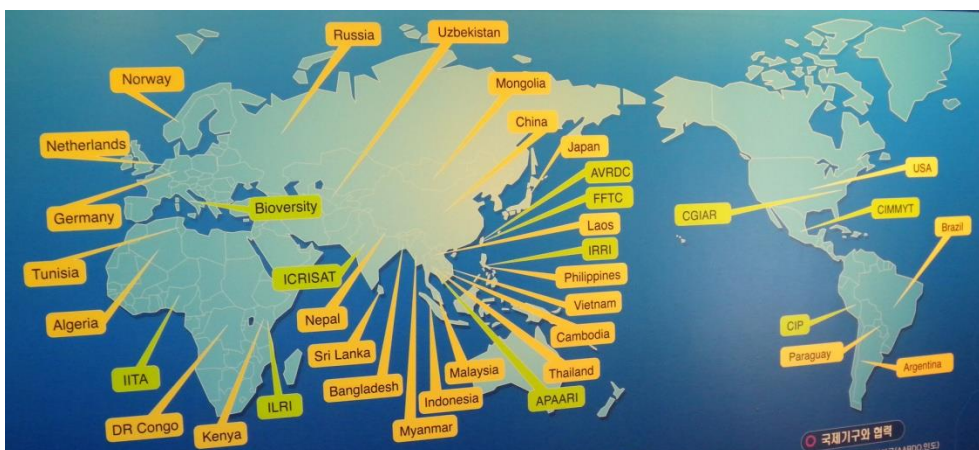 Russia
Uzbekistan
Norway
Mongolia
Netherlands
China
Japan
AVRDC
USA
Germany
Bioversity
FFTC
CGIAR
CIMMYT
Laos
Brazil
Tunisia
ICRISAT
IRRI
Philippines
Algeria
Nepal
Vietnam
CIP
Sri Lanka
Cambodia
Paraguay
IITA
Bangladesh
Malaysia
Thailand
Argentina
ILRI
Indonesia
APAARI
DR Congo
Kenya
Myanmar
국제기구와 협력